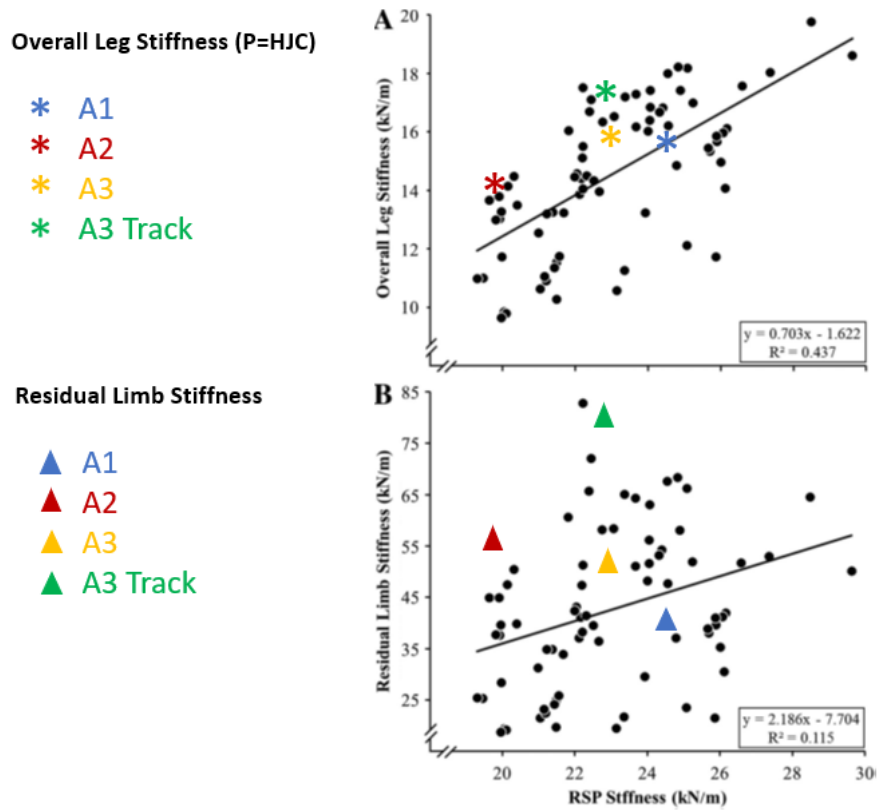 Overall Leg Stiffness (P=HJC)
* A1
* A2
* A3
* A3 Track
A
Overall Leg Stiffness (kN/m)
20
18
16
14
12
10
y = 0.703x - 1.622
R² = 0.437
Residual Limb Stiffness
A1
A2
A3
A3 Track
B
Residual Limb Stiffness (kN/m)
85
75
65
55
45
35
25
y = 2.186x - 7.704
R² = 0.115
20 22 24 26 28 30
RSP Stffness (kN/m)